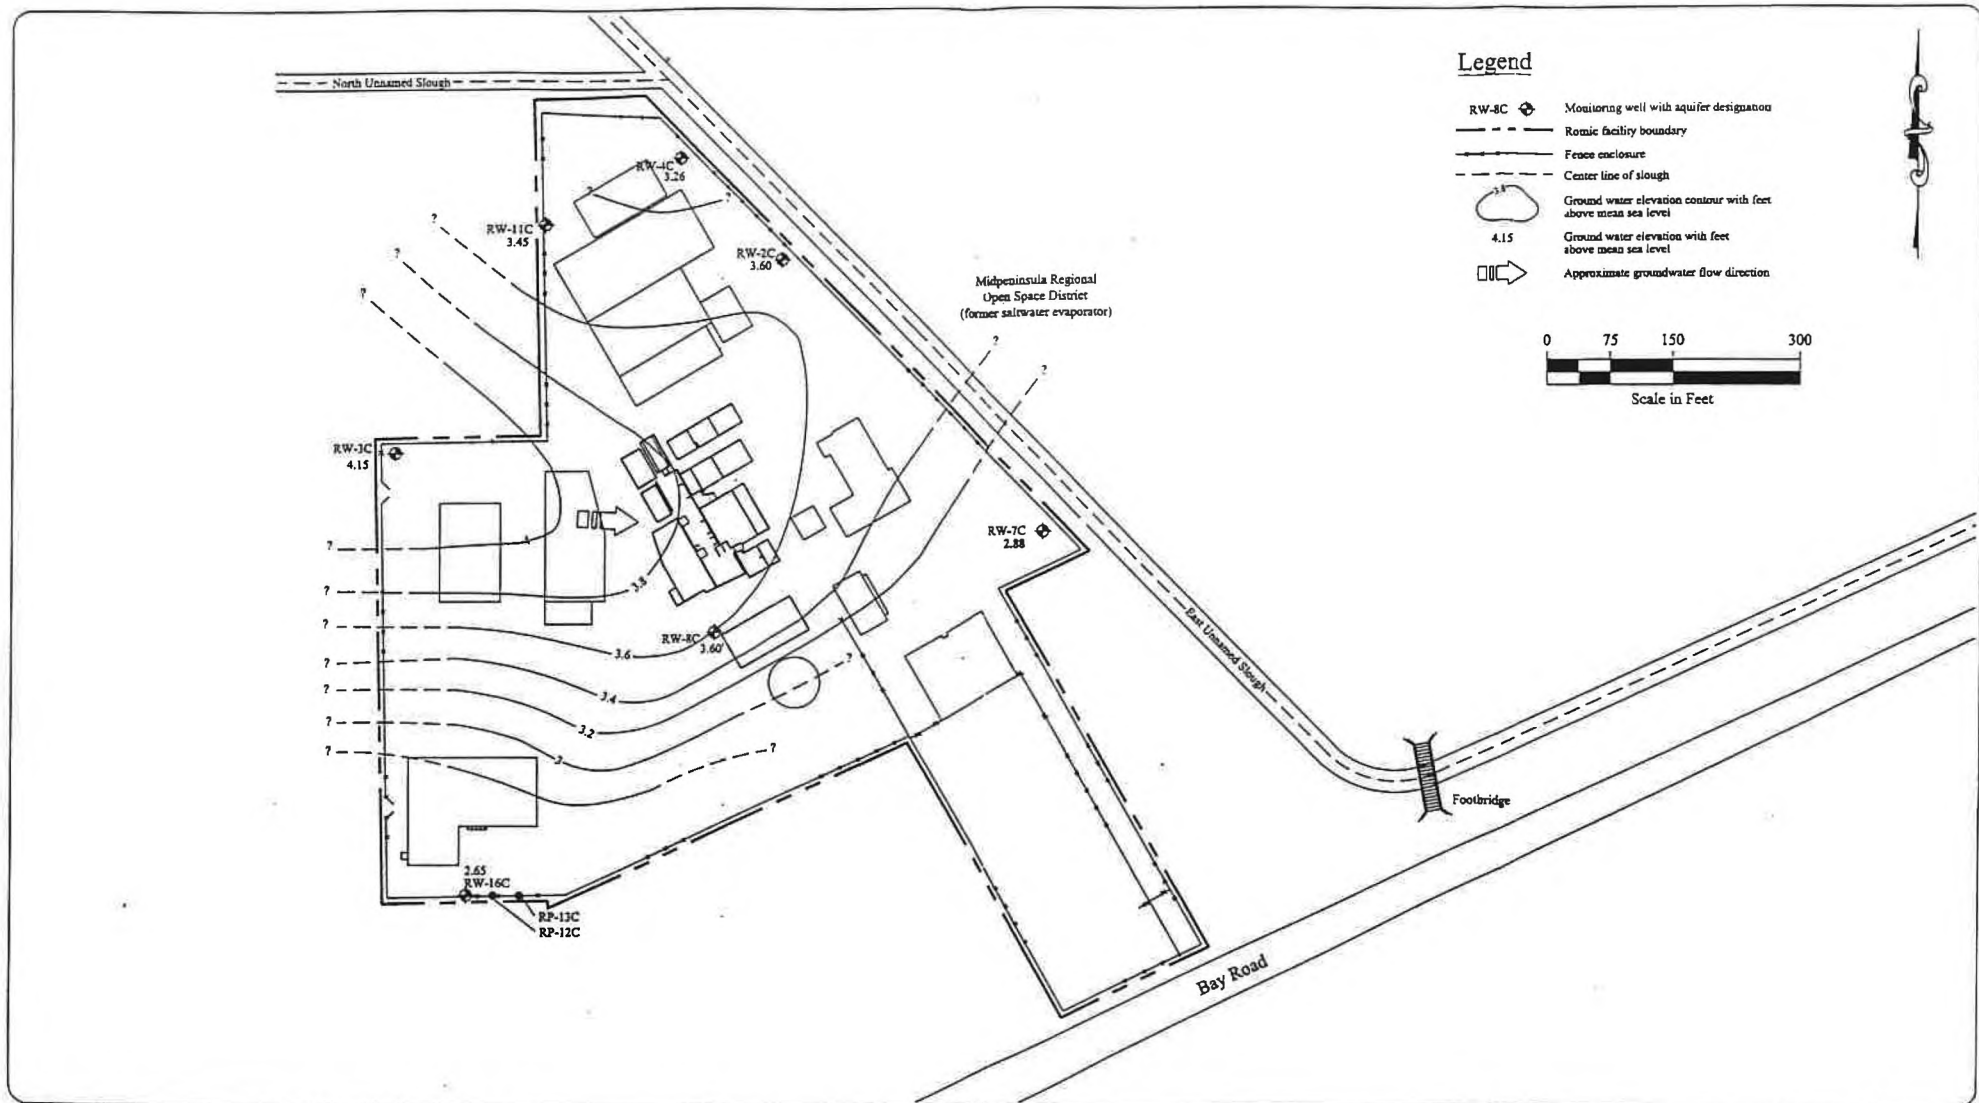 North Unnamed Slough
RW-4C
3.26
?
?
RW-11C
3.45
?
?
?
RW-2C
3.60
Midpeninsula Regional
Open Space District
(former saltwater evaporator)
?
?
RW-3C
4.15
4
RW-7C
2.88
?
?
?
?
?
?
?
3.8
3.6
3.4
3.2
3
RW-8C
3.60
?
?
East Unnamed Slough
Footbridge
2.65
RW-16C
RP-13C
RP-12C
Bay Road
Legend
RW-8C
Monitoring well with aquifer designation
Romic facility boundary
Fence enclosure
Center line of slough
3.8
Ground water elevation contour with feet
above mean sea level
4.15
Ground water elevation with feet
above mean sea level
Approximate groundwater flow direction
0 75 150 300
Scale in Feet